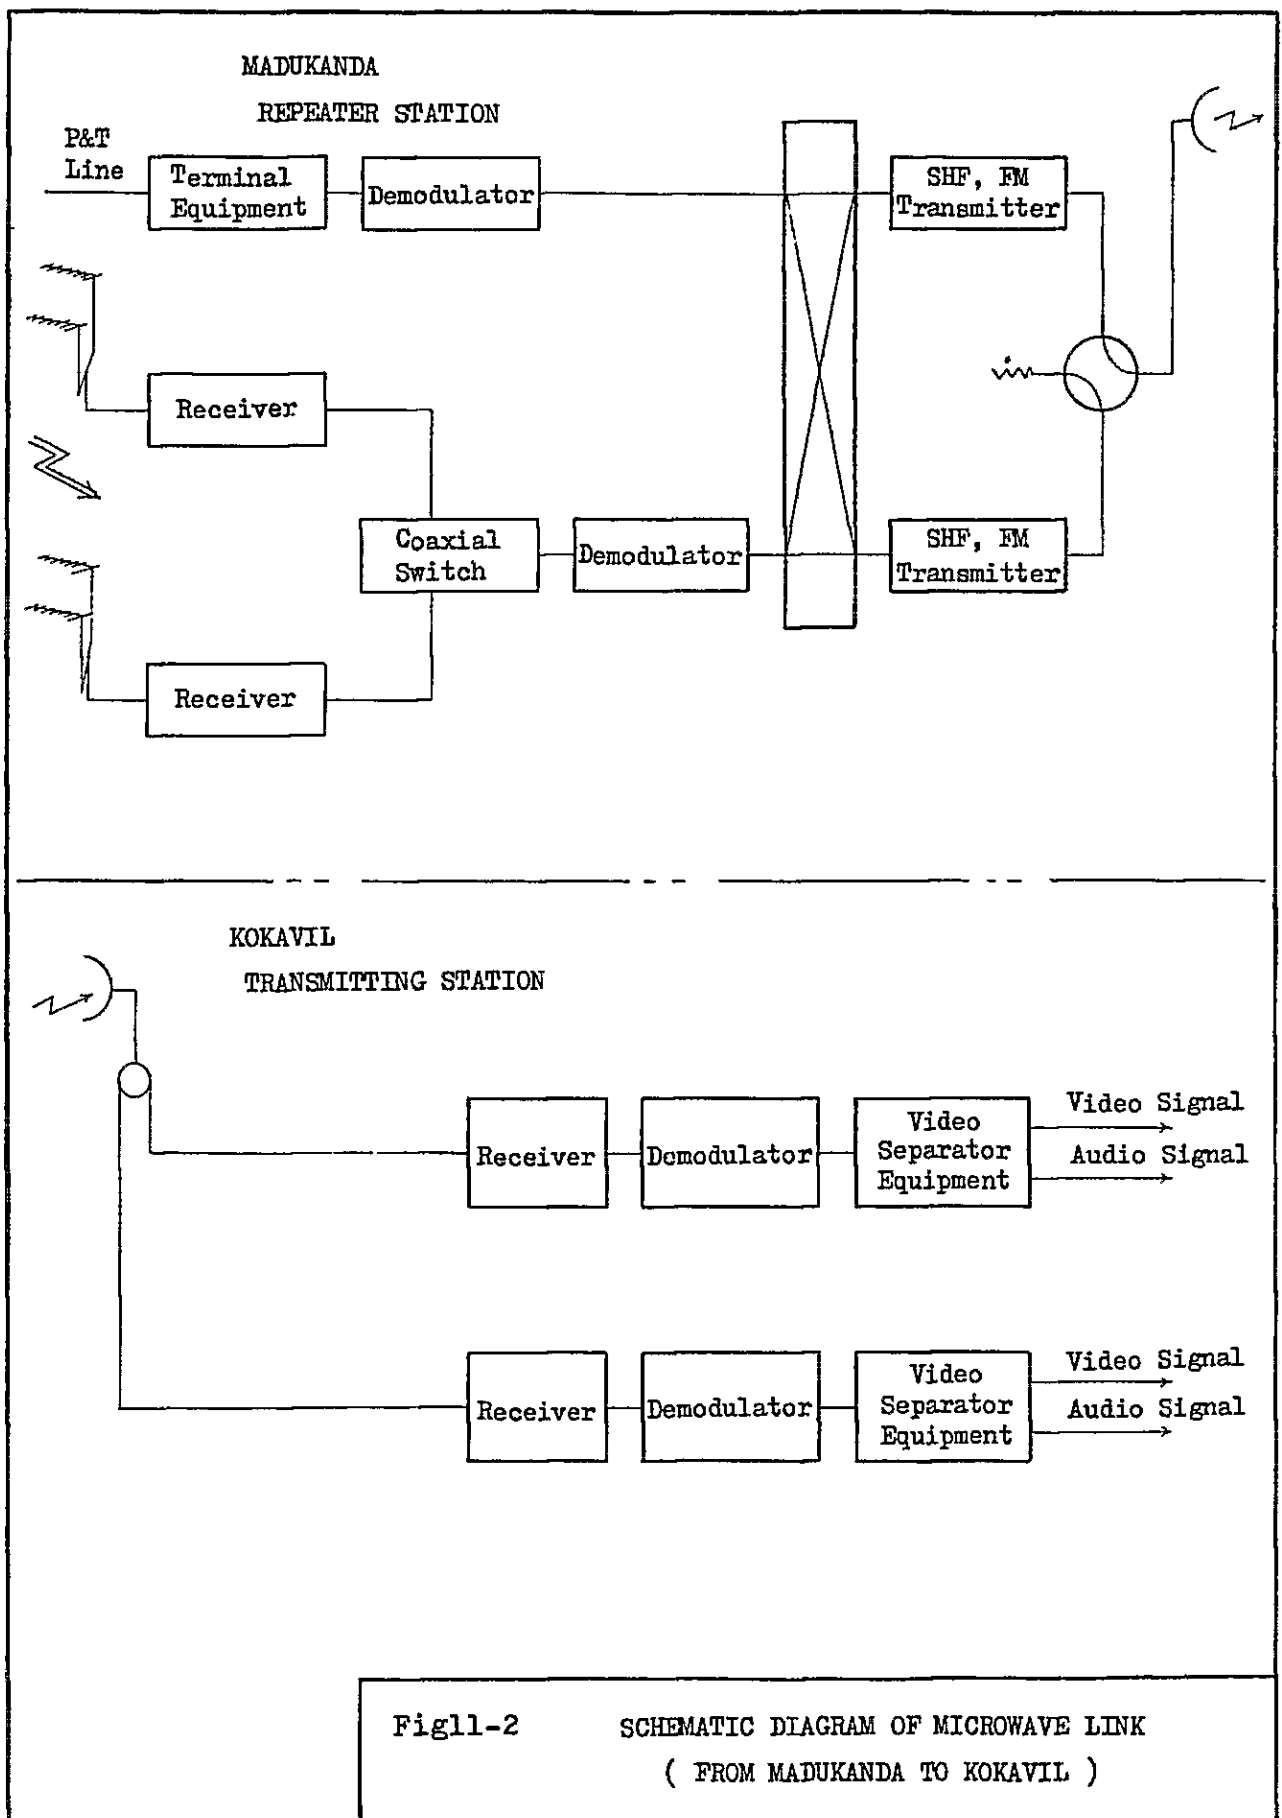 MADUKANDA
REPEATER STATION
P&T
Line
Terminal
Equipment
Demodulator
SHF, FM
Transmitter
Receiver
Coaxial
Switch
Demodulator
SHF, FM
Transmitter
Receiver
KOKAVIL
TRANSMITTING STATION
Receiver
Demodulator
Video
Separator
Equipment
Video Signal
Audio Signal
Receiver
Demodulator
Video
Separator
Equipment
Video Signal
Audio Signal
Fig11-2
SCHEMATIC DIAGRAM OF MICROWAVE LINK
( FROM MADUKANDA TO KOKAVIL )